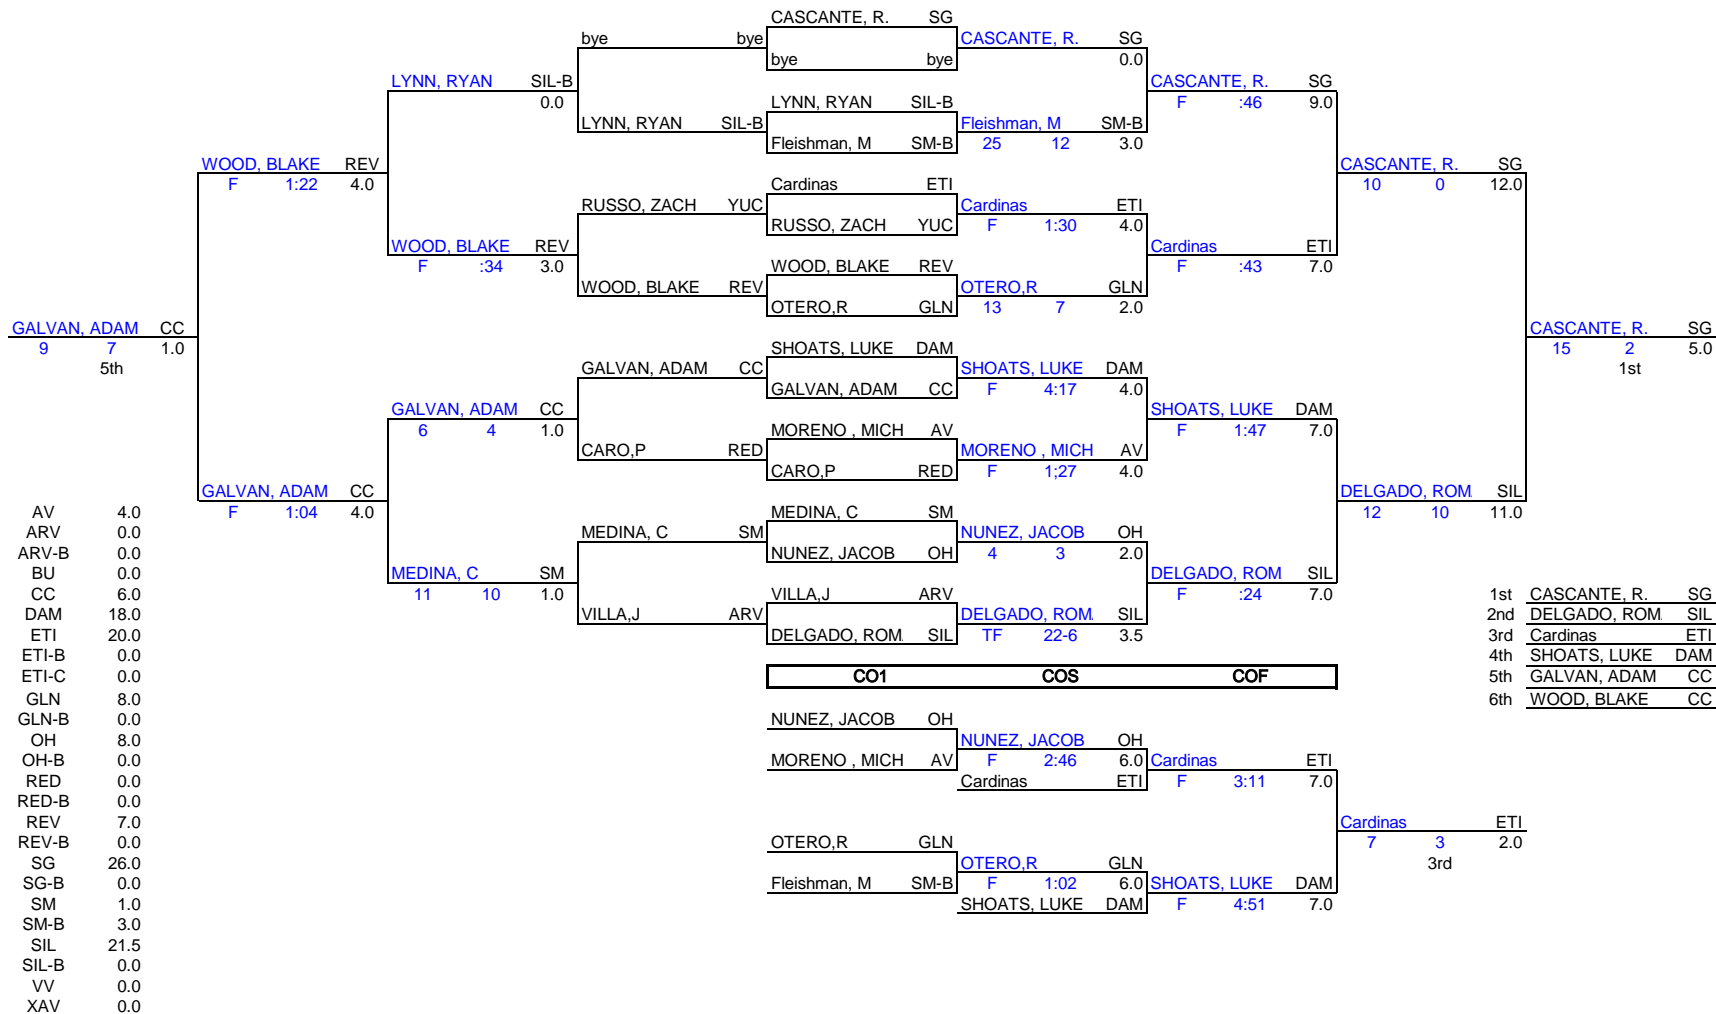 CASCANTE, R. SG
bye bye CASCANTE, R. SG
bye bye 0.0
LYNN, RYAN SIL-B CASCANTE, R. SG
0.0 LYNN, RYAN SIL-B F :46 9.0
LYNN, RYAN SIL-B Fleishman, M SM-B
Fleishman, M SM-B 25 12 3.0
WOOD, BLAKE REV CASCANTE, R. SG
F 1:22 4.0 Cardinas ETI 10 0 12.0
RUSSO, ZACH YUC Cardinas ETI
RUSSO, ZACH YUC F 1:30 4.0
WOOD, BLAKE REV Cardinas ETI
F :34 3.0 WOOD, BLAKE REV F :43 7.0
WOOD, BLAKE REV OTERO,R GLN
OTERO,R GLN 13 7 2.0
GALVAN, ADAM CC CASCANTE, R. SG
9 7 1.0 SHOATS, LUKE DAM 15 2 5.0
5th GALVAN, ADAM CC SHOATS, LUKE DAM 1st
GALVAN, ADAM CC F 4:17 4.0
GALVAN, ADAM CC SHOATS, LUKE DAM
6 4 1.0 MORENO , MICH AV F 1:47 7.0
CARO,P RED MORENO , MICH AV
CARO,P RED F 1;27 4.0
GALVAN, ADAM CC DELGADO, ROM SIL
AV 4.0 F 1:04 4.0 MEDINA, C SM 12 10 11.0
ARV 0.0 MEDINA, C SM NUNEZ, JACOB OH
ARV-B 0.0 NUNEZ, JACOB OH 4 3 2.0
BU 0.0 MEDINA, C SM DELGADO, ROM SIL
CC 6.0 11 10 1.0 VILLA,J ARV F :24 7.0 1st CASCANTE, R. SG
DAM 18.0 VILLA,J ARV DELGADO, ROM SIL 2nd DELGADO, ROM SIL
ETI 20.0 DELGADO, ROM SIL TF 22-6 3.5 3rd Cardinas ETI
ETI-B 0.0 4th SHOATS, LUKE DAM
ETI-C 0.0 CO1 COS COF 5th GALVAN, ADAM CC
GLN 8.0 6th WOOD, BLAKE CC
GLN-B 0.0 NUNEZ, JACOB OH
OH 8.0 NUNEZ, JACOB OH
OH-B 0.0 MORENO , MICH AV F 2:46 6.0 Cardinas ETI
RED 0.0 Cardinas ETI F 3:11 7.0
RED-B 0.0
REV 7.0 Cardinas ETI
REV-B 0.0 OTERO,R GLN 7 3 2.0
SG 26.0 OTERO,R GLN 3rd
SG-B 0.0 Fleishman, M SM-B F 1:02 6.0 SHOATS, LUKE DAM
SM 1.0 SHOATS, LUKE DAM F 4:51 7.0
SM-B 3.0
SIL 21.5
SIL-B 0.0
VV 0.0
XAV 0.0